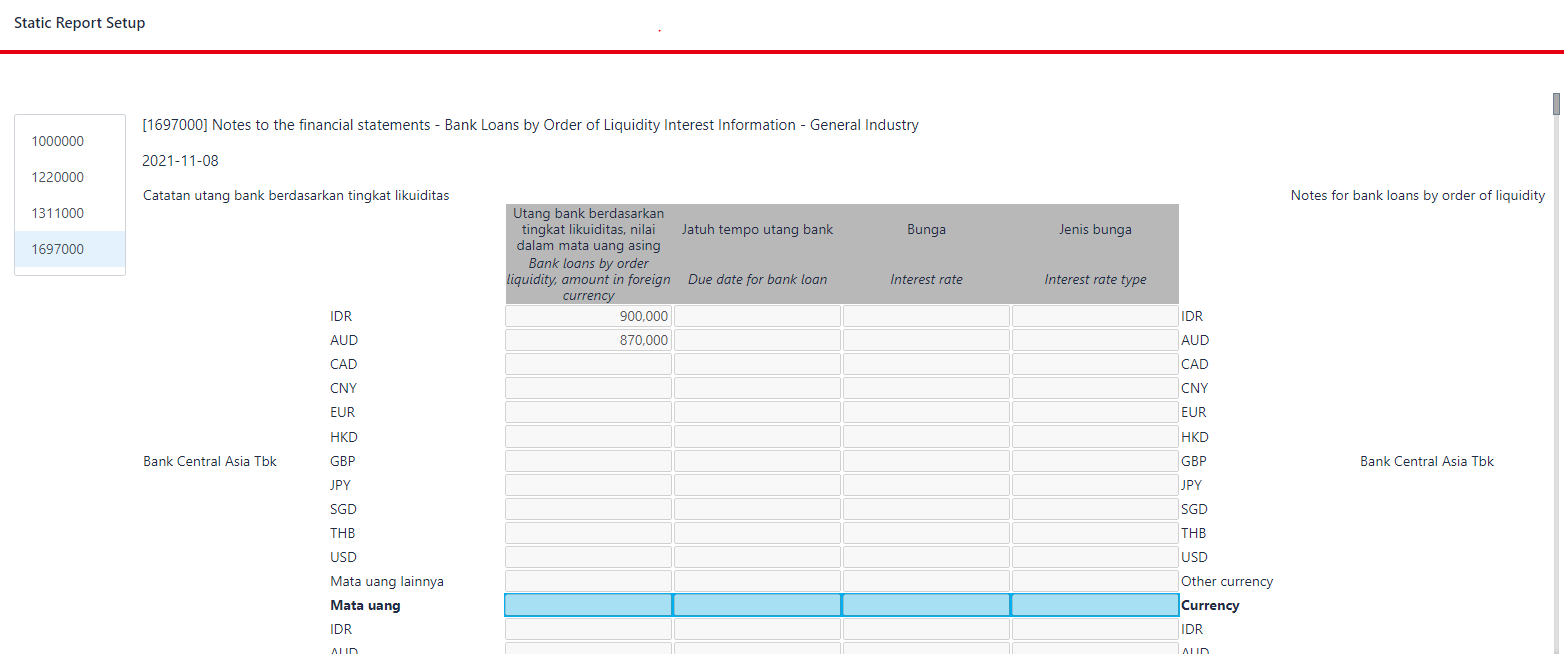 Static Report Setup
1000000
1220000
1311000
1697000
[1697000] Notes to the financial statements - Bank Loans by Order of Liquidity Interest Information - General Industry
2021-11-08
Catatan utang bank berdasarkan tingkat likuiditas
Notes for bank loans by order of liquidity
Utang bank berdasarkan
tingkat likuiditas, nilai
dalam mata uang asing
Bank loans by order
liquidity, amount in foreign
currency
Jatuh tempo utang bank
Due date for bank loan
Bunga
Interest rate
Jenis bunga
Interest rate type
IDR 900,000 IDR
AUD 870,000 AUD
CAD CAD
CNY CNY
EUR EUR
HKD HKD
Bank Central Asia Tbk GBP GBP Bank Central Asia Tbk
JPY JPY
SGD SGD
THB THB
USD USD
Mata uang lainnya Other currency
Mata uang Currency
IDR IDR
AUD AUD